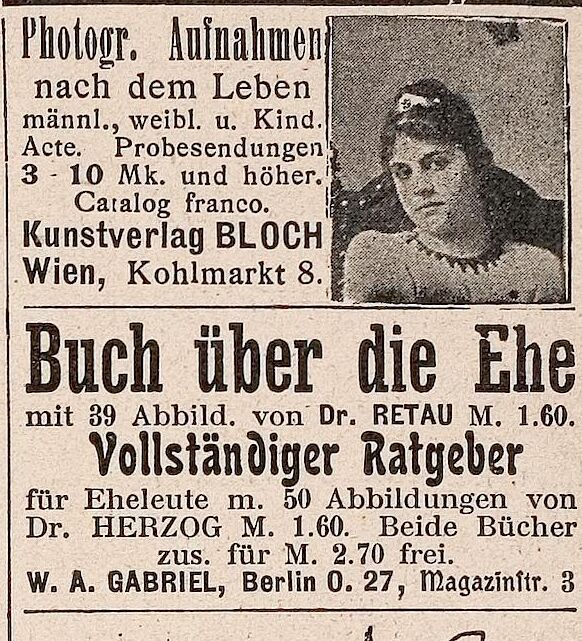 Photogr. Aufnahmen
nach dem Leben
männl., weibl. u. Kind.
Acte. Probesendungen
3 - 10 Mk. und höher.
Catalog franco.
Kunstverlag BLOCH
Wien, Kohlmarkt 8.
Buch über die Ehe
mit 39 Abbild. von Dr. RETAU M. 1.60.
Vollständiger Ratgeber
für Eheleute m. 50 Abbildungen von
Dr. HERZOG M. 1.60. Beide Bücher
zus. für M. 2.70 frei.
W. A. GABRIEL, Berlin O. 27, Magazinſtr. 3